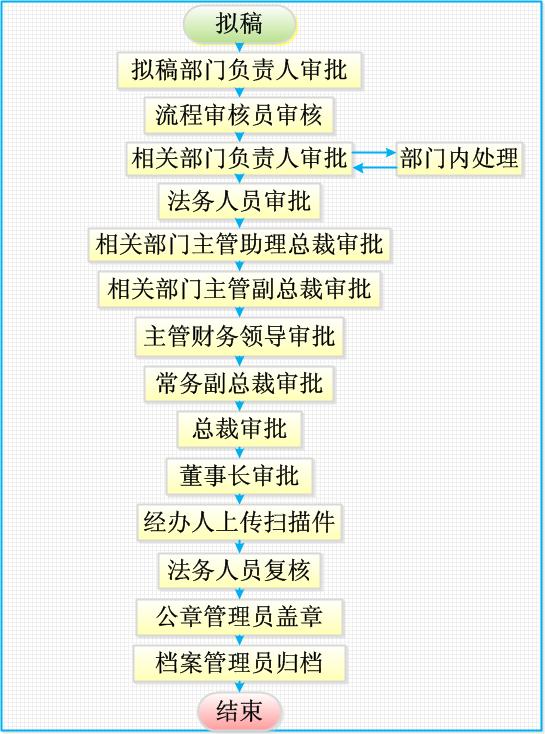 拟稿
拟稿部门负责人审批
流程审核员审核
相关部门负责人审批
部门内处理
法务人员审批
相关部门主管助理总裁审批
相关部门主管副总裁审批
主管财务领导审批
常务副总裁审批
总裁审批
董事长审批
经办人上传扫描件
法务人员复核
公章管理员盖章
档案管理员归档
结束